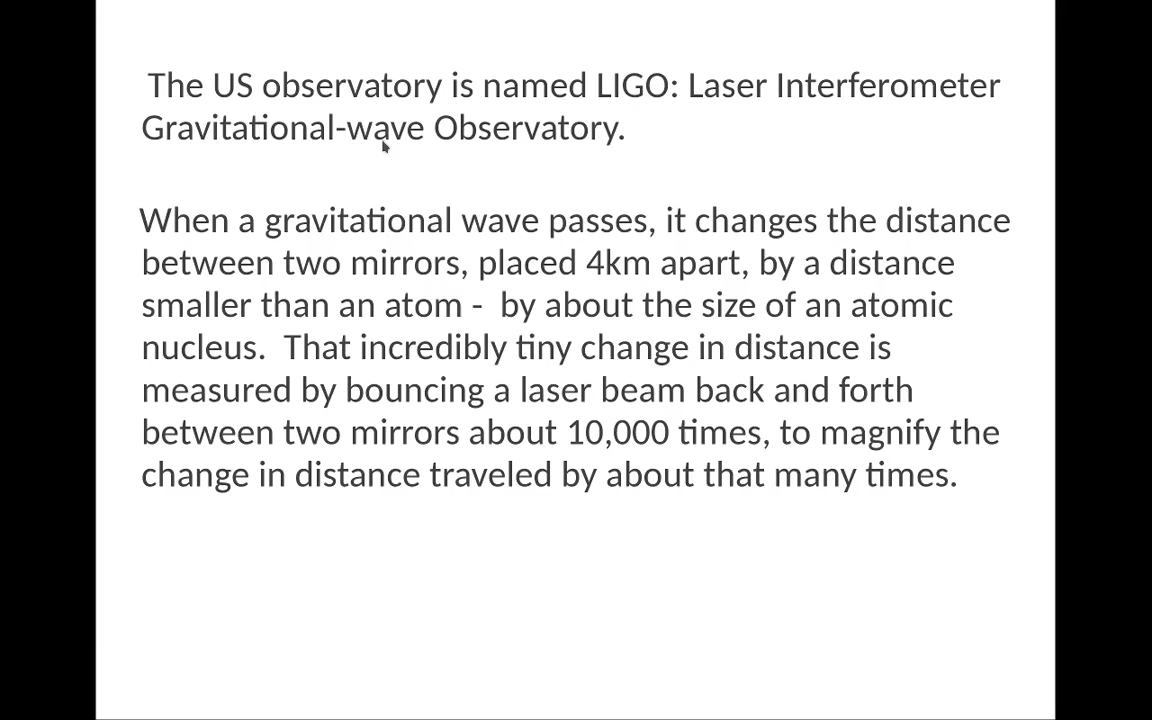 The US observatory is named LIGO: Laser Interferometer
Gravitational-wave Observatory.
When a gravitational wave passes, it changes the distance
between two mirrors, placed 4km apart, by a distance
smaller than an atom -  by about the size of an atomic
nucleus.  That incredibly tiny change in distance is
measured by bouncing a laser beam back and forth
between two mirrors about 10,000 times, to magnify the
change in distance traveled by about that many times.